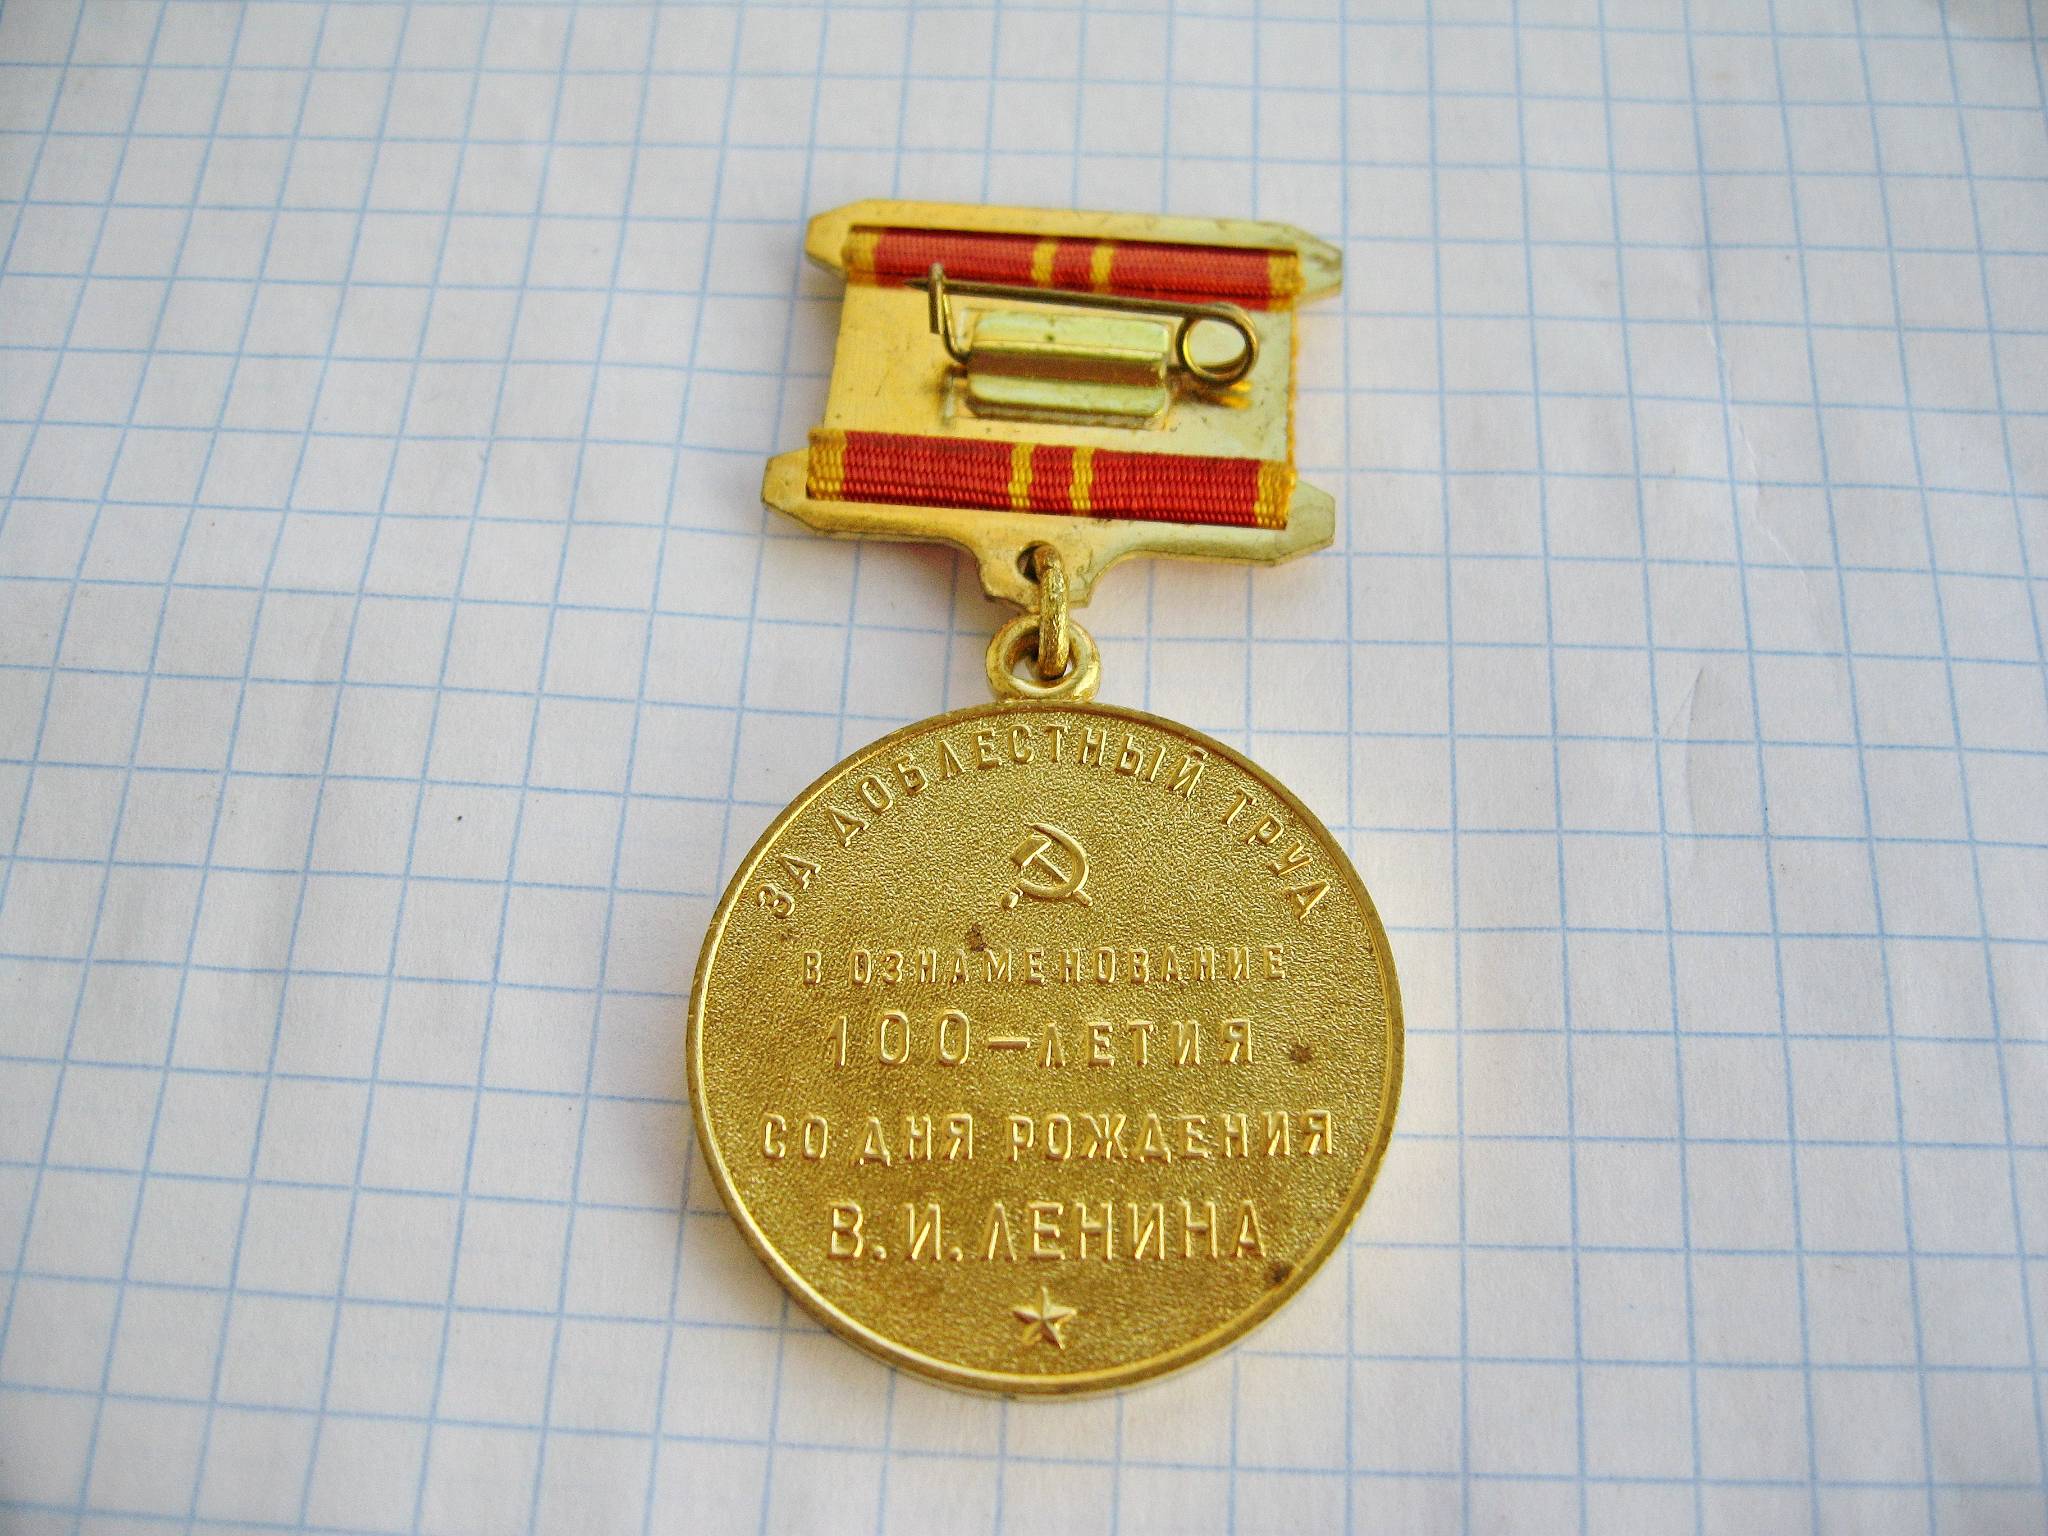 ЗА ДОБЛЕСТНЫЙ ТРУД
В ОЗНАМЕНОВАНИЕ
100-ЛЕТИЯ
СО ДНЯ РОЖДЕНИЯ
В. И. ЛЕНИНА